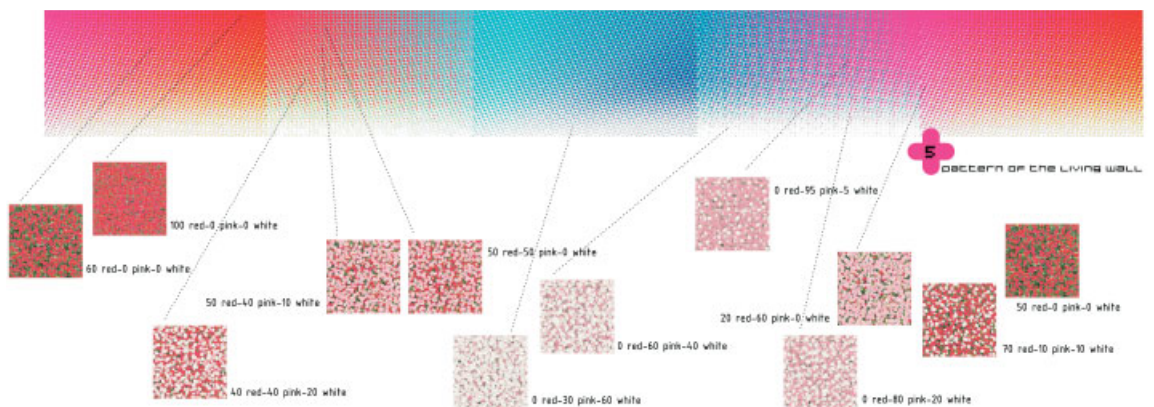 5
pattern of the living wall
0 red-95 pink-5 white
100 red-0 pink-0 white
60 red-0 pink-0 white
50 red-50 pink-0 white
50 red-40 pink-10 white
50 red-0 pink-0 white
20 red-60 pink-0 white
0 red-60 pink-40 white
70 red-10 pink-10 white
40 red-40 pink-20 white
0 red-30 pink-60 white
0 red-80 pink-20 white